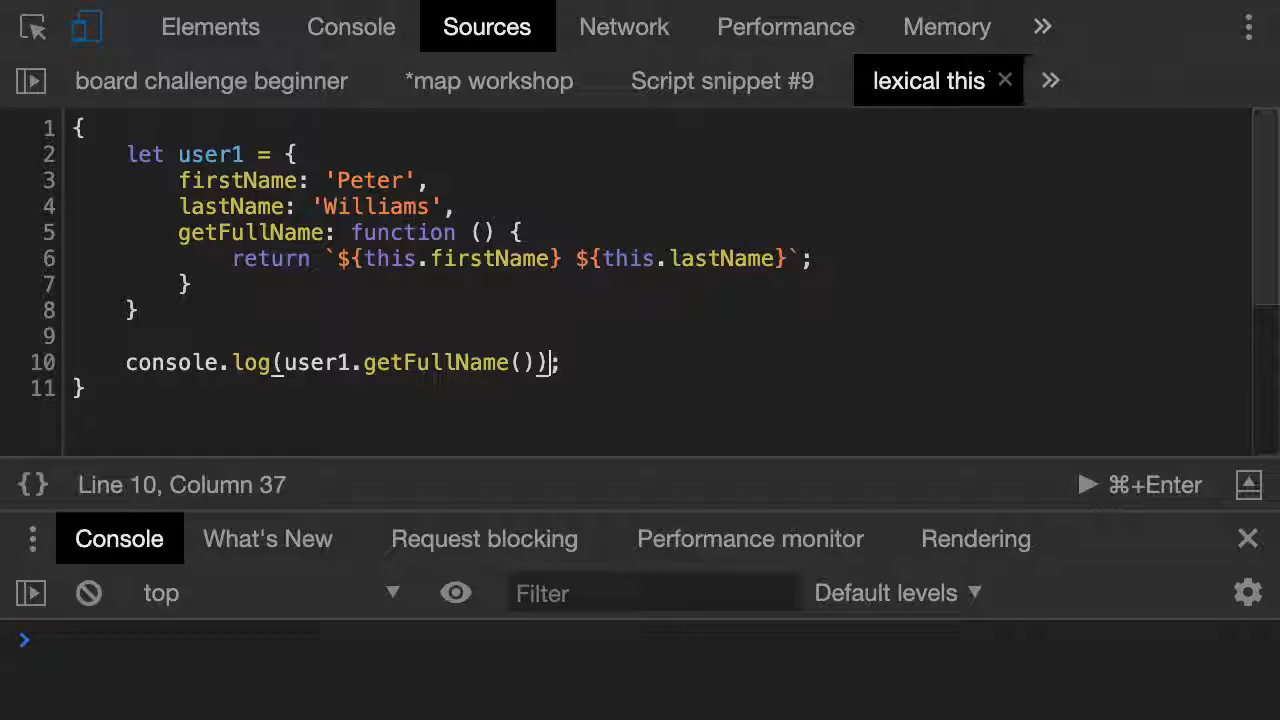 Elements Console Sources Network Performance Memory »
board challenge beginner *map workshop Script snippet #9 lexical this ×  »
1 {
2     let user1 = {
3         firstName: 'Peter',
4         lastName: 'Williams',
5         getFullName: function () {
6             return `${this.firstName} ${this.lastName}`;
7         }
8     }
9
10     console.log(user1.getFullName());
11 }
{} Line 10, Column 37 ▶ ⌘+Enter
Console What's New Request blocking Performance monitor Rendering ×
top ▼ Filter Default levels ▼
>